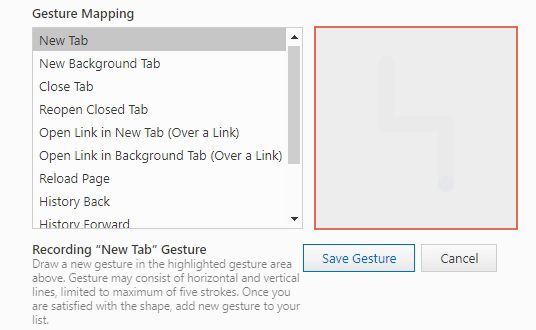 Gesture Mapping
New Tab
New Background Tab
Close Tab
Reopen Closed Tab
Open Link in New Tab (Over a Link)
Open Link in Background Tab (Over a Link)
Reload Page
History Back
History Forward
Recording “New Tab” Gesture
Draw a new gesture in the highlighted gesture area
above. Gesture may consist of horizontal and vertical
lines, limited to maximum of five strokes. Once you
are satisfied with the shape, add new gesture to your
list.
Save Gesture
Cancel